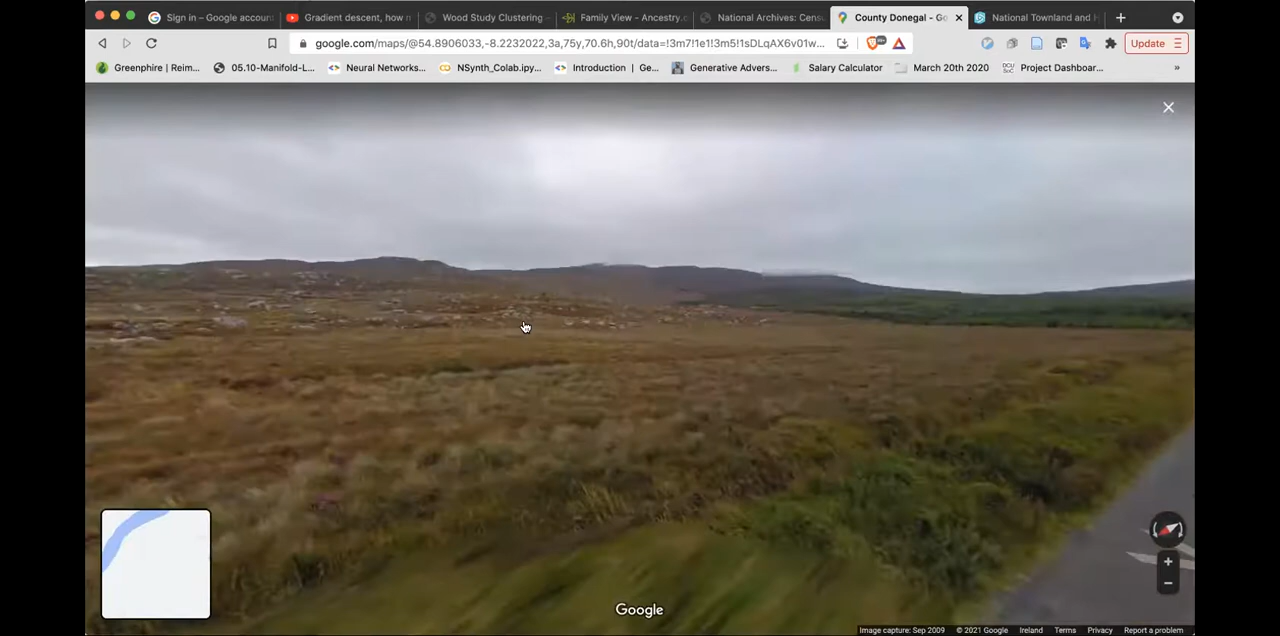 Sign in – Google accoun
Gradient descent, how n
Wood Study Clustering -
Family View - Ancestry.c
National Archives: Censu
County Donegal - Go
National Townland and H
google.com/maps/@54.8906033,-8.2232022,3a,75y,70.6h,90t/data=!3m7!1e1!3m5!1sDLqAX6v01w...
Update
Greenphire | Reim...
05.10-Manifold-L...
Neural Networks...
NSynth_Colab.ipy...
Introduction | Ge...
Generative Advers...
Salary Calculator
March 20th 2020
Project Dashboar...
»
Google
Image capture: Sep 2009 © 2021 Google Ireland Terms Privacy Report a problem